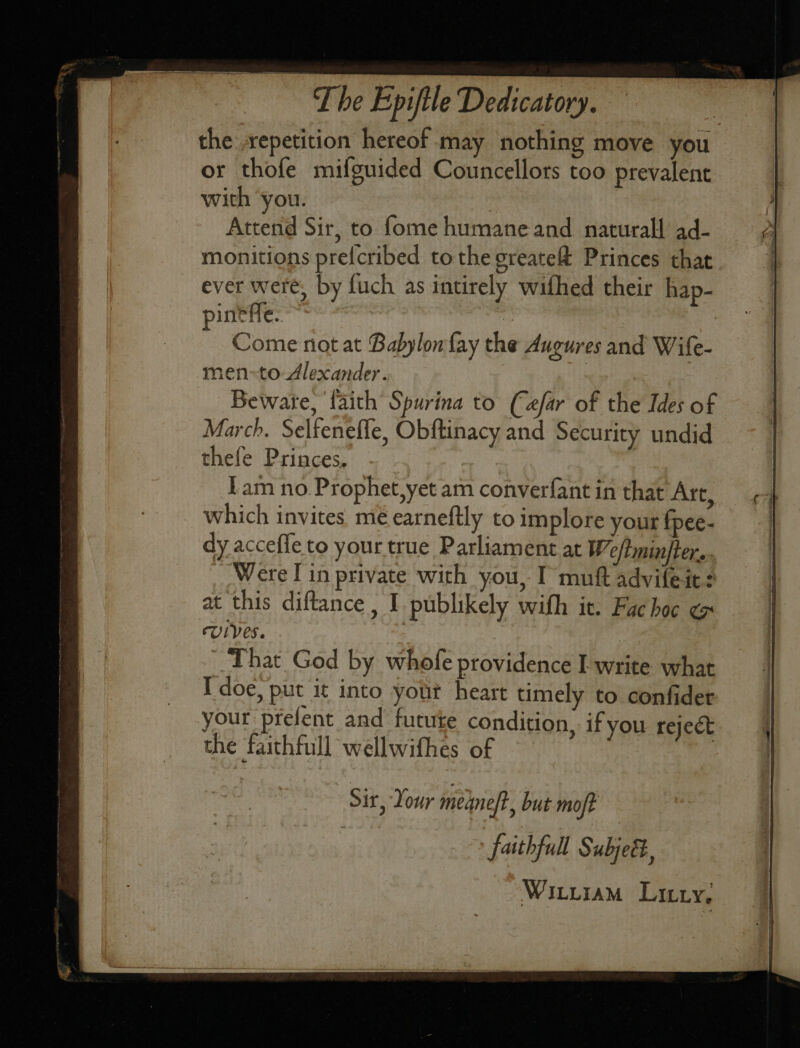 The Epiſtle Dedicatory.
the repetition hereof may nothing move you
or thoſe miſguided Councellors too prevalent
with you.
Attend Sir, to ſome humane and naturall ad-
monitions preſcribed to the greateſt Princes that
ever were, by ſuch as intirely wiſhed their hap-
pineſſe.
Come not at Babylon ſay the Augures and Wiſe-
men to Alexander.
Beware, ſaith Spurina to Cæſar of the Ides of
March. Selfeneſſe, Obſtinacy and Security undid
theſe Princes.
I am no Prophet, yet am converſant in that Art,
which invites me earneſtly to implore your ſpee-
dy acceſſe to your true Parliament at Weſtminſter.
Were I in private with you, I muſt adviſe it:
at this diſtance, I publikely wiſh it. Fac hoc &
vives.
That God by whoſe providence I write what
I doe, put it into your heart timely to conſider
your preſent and future condition, if you reject
the faithfull wellwiſhes of
Sir, Your meaneſt, but moſt
faithfull Subject,
WILLIAM LILLY.